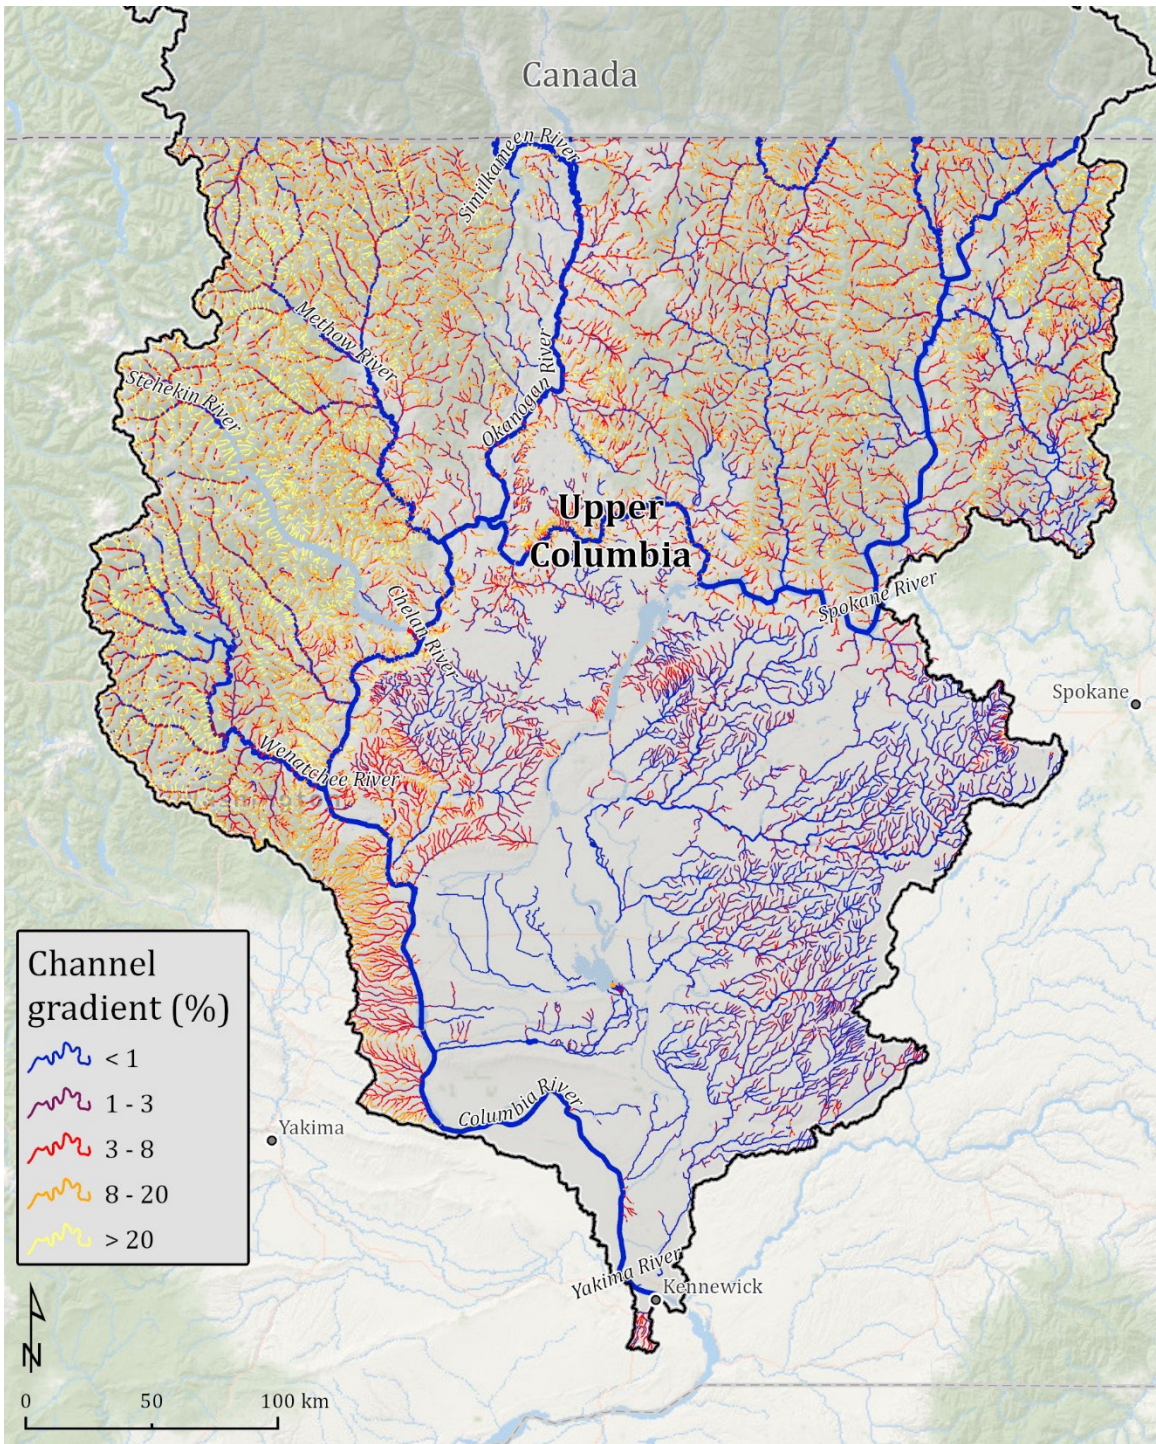 Canada
Similkameen River
Methow River
Stehekin River
Okanogan River
Upper
Columbia
Chelan River
Spokane River
Spokane
Wenatchee River
Channel
gradient (%)
< 1
1 - 3
3 - 8
8 - 20
> 20
Columbia River
Yakima
Yakima River
Kennewick
N
0 50 100 km